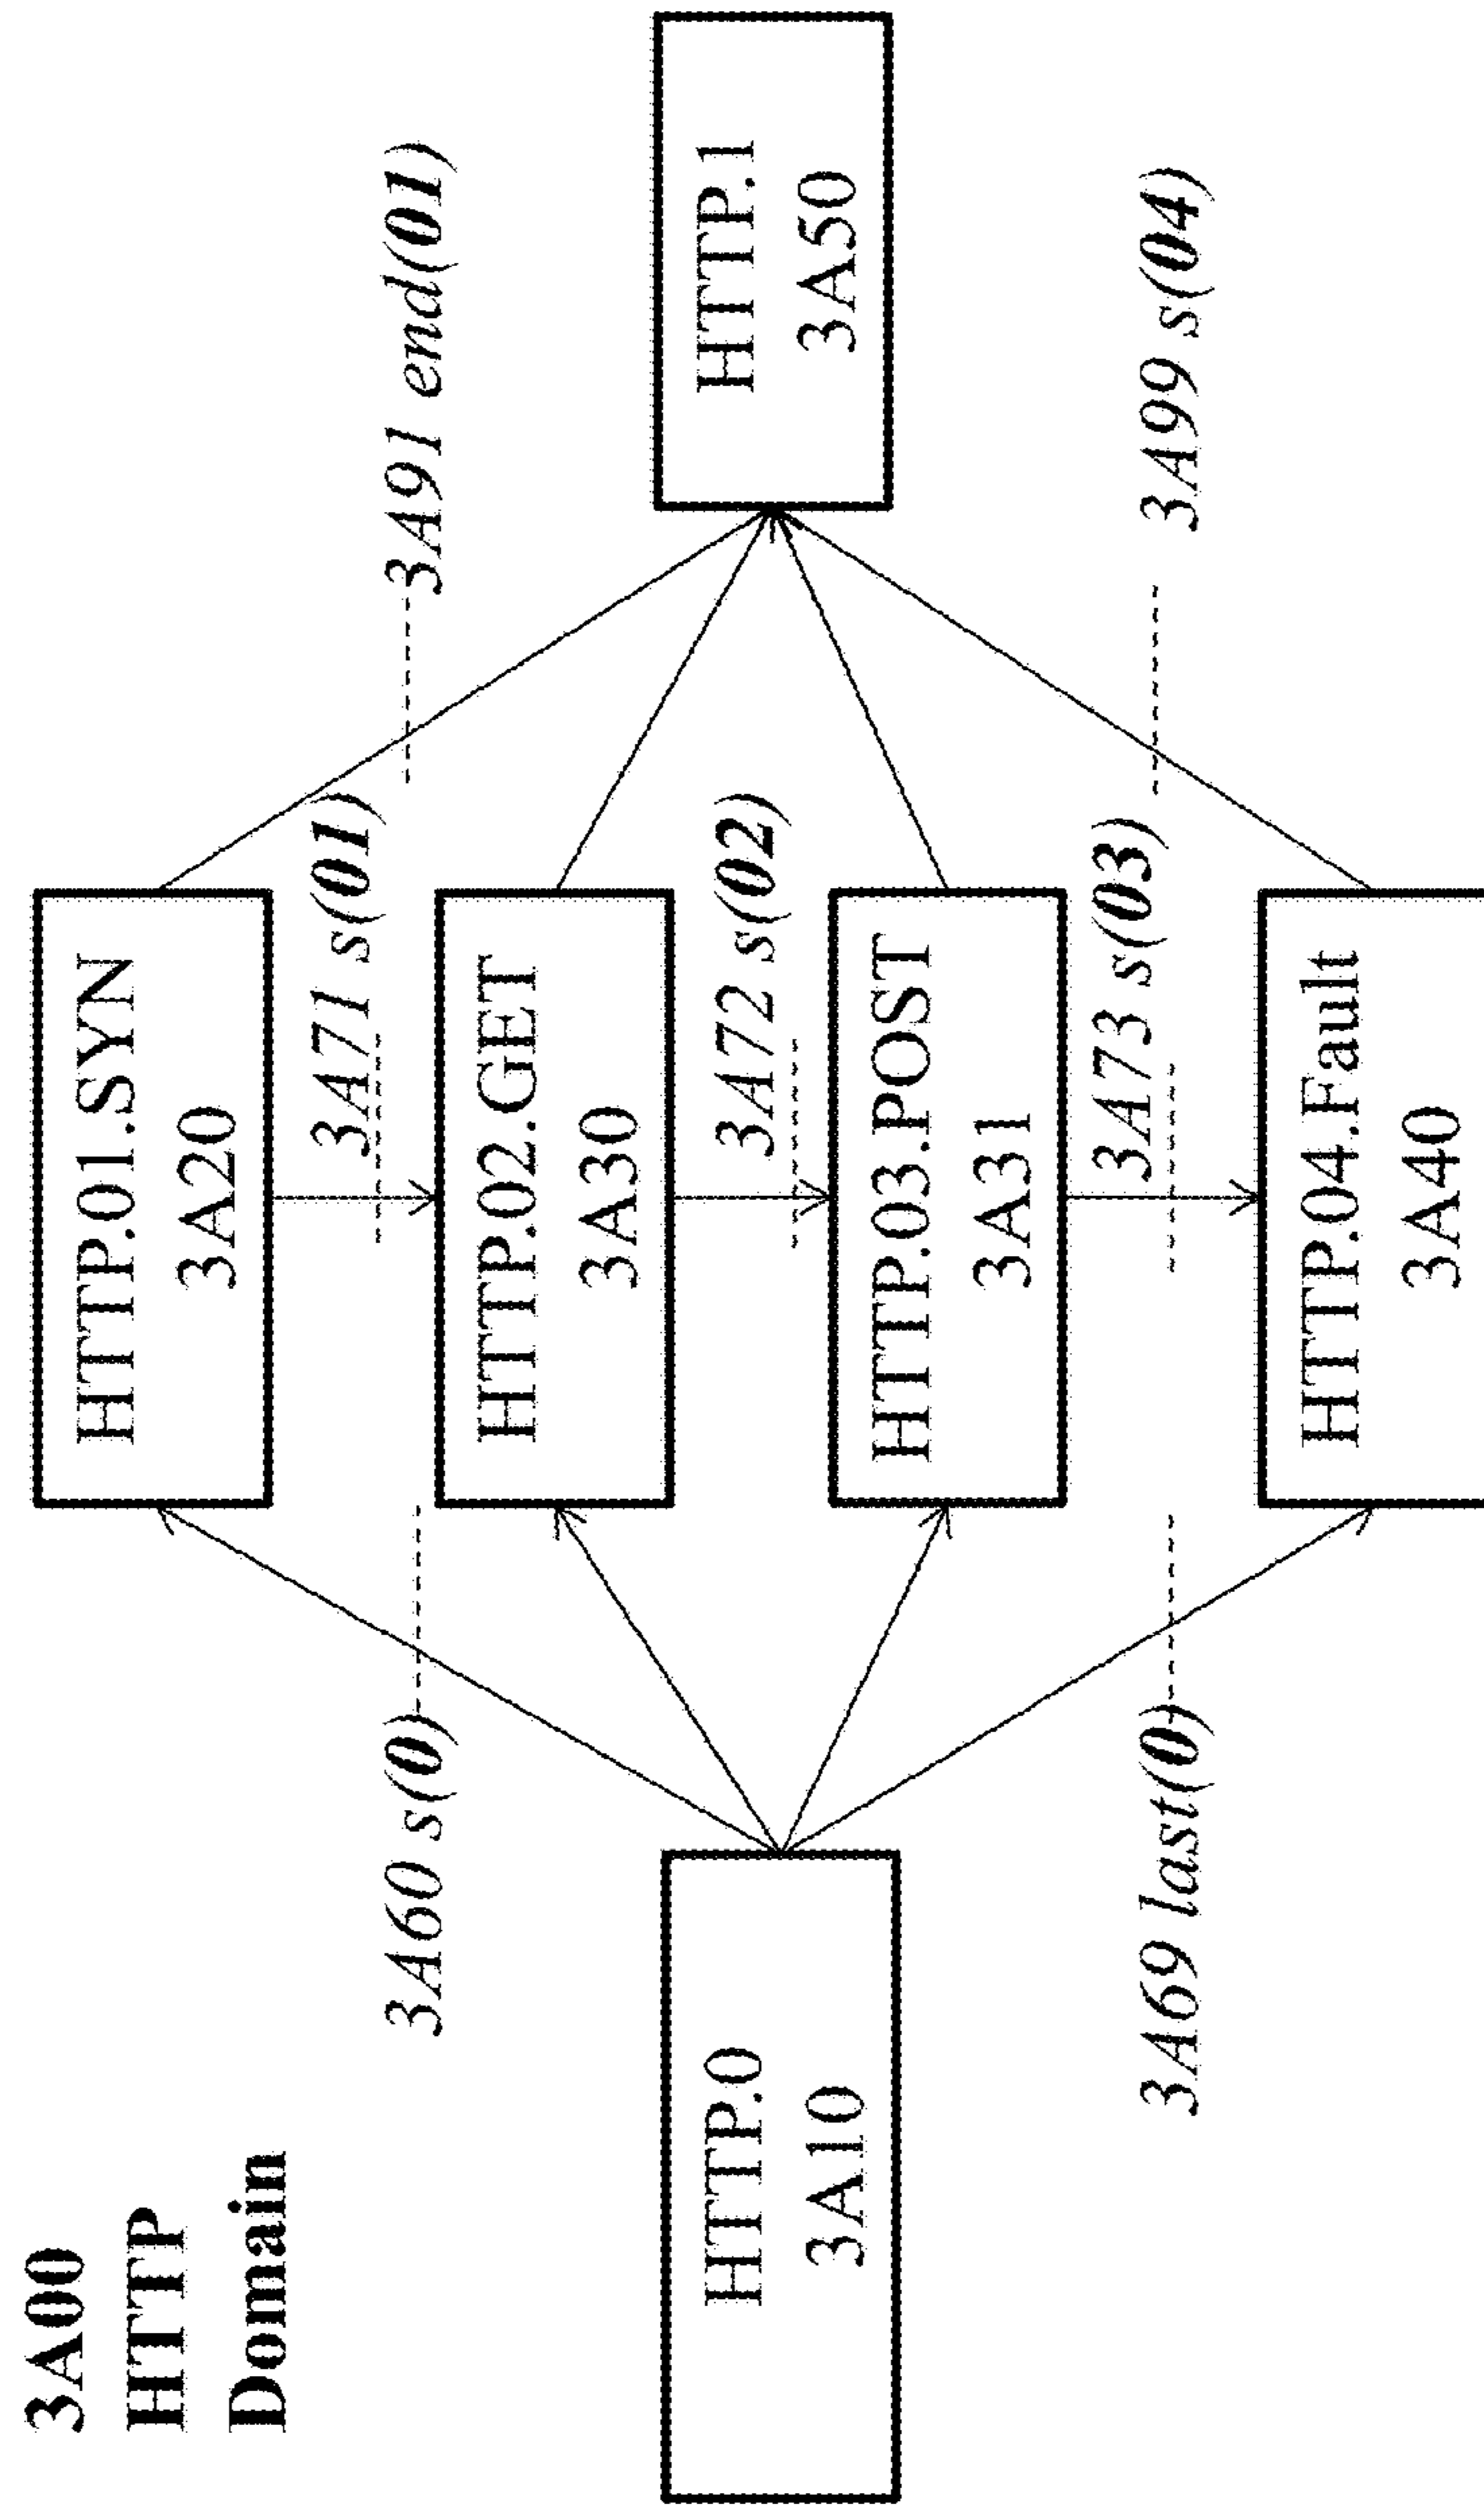 3A00
HTTP
Domain
HTTP.0
3A10
3A60 s(0)
3A69 last(0)
HTTP.01.SYN
3A20
3A71 s(01)
HTTP.02.GET
3A30
3A72 s(02)
HTTP.03.POST
3A31
3A73 s(03)
HTTP.04.Fault
3A40
3A91 end(01)
HTTP.1
3A50
3A99 s(04)